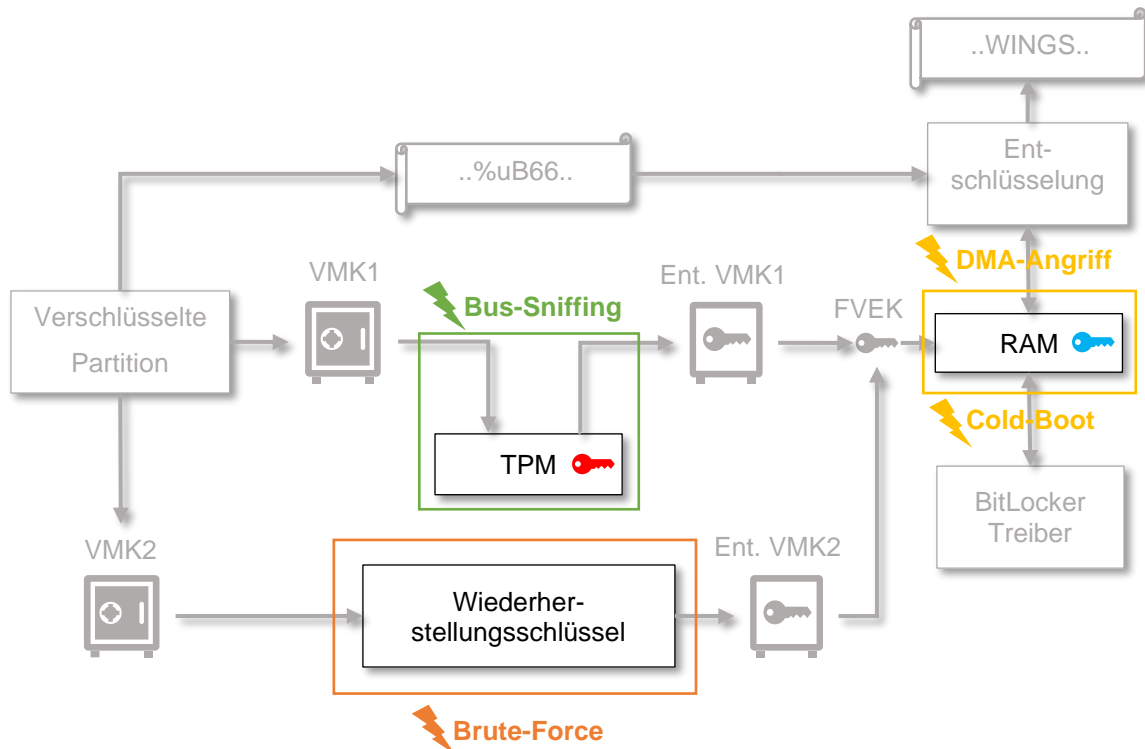 ..WINGS..
..%uB66..
Ent-
schlüsselung
DMA-Angriff
VMK1
Ent. VMK1
Bus-Sniffing
FVEK
Verschlüsselte
Partition
RAM
Cold-Boot
TPM
BitLocker
Treiber
VMK2
Ent. VMK2
Wiederher-
stellungsschlüssel
Brute-Force